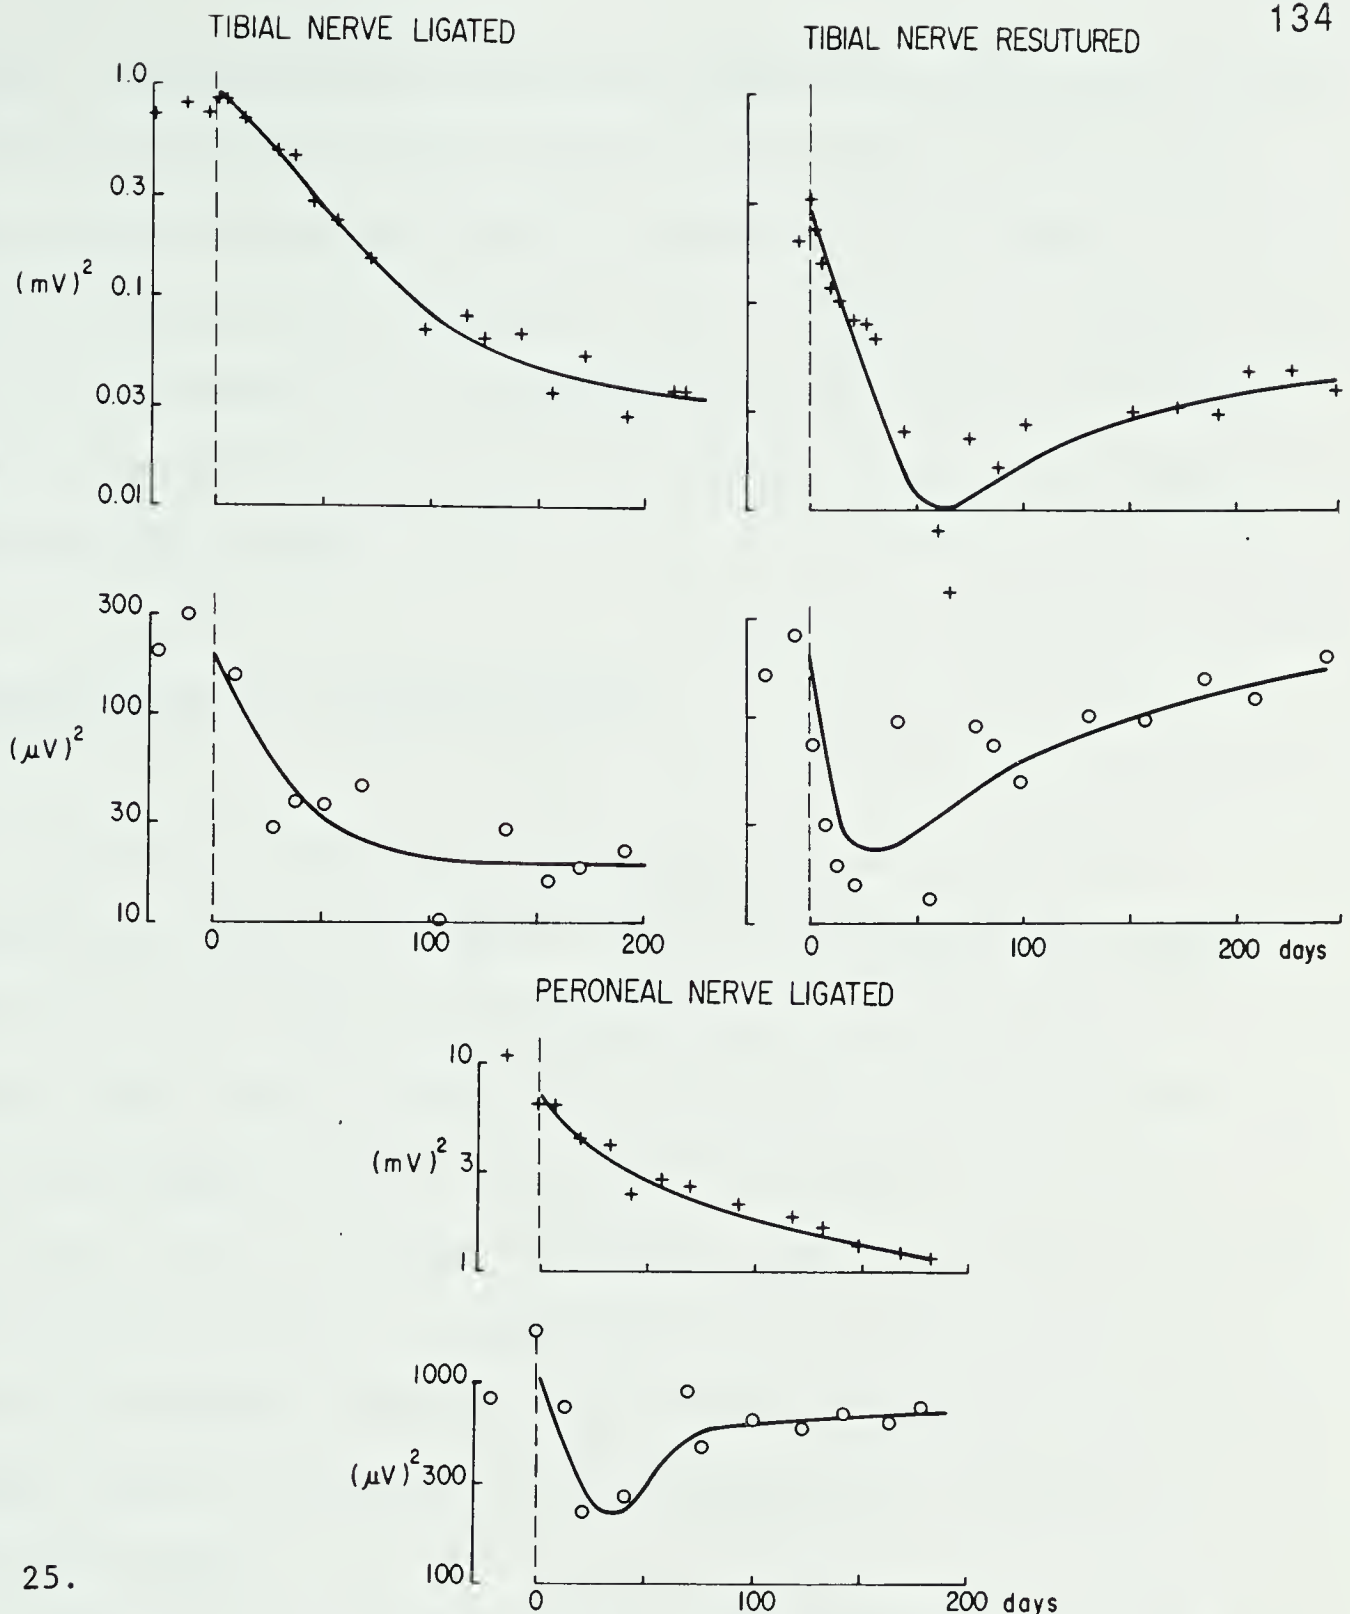 134
TIBIAL NERVE LIGATED
TIBIAL NERVE RESUTURED
1.0
0.3
(mV)²
0.1
0.03
0.01
300
100
(μV)²
30
10
0 100 200
0 100 200 days
PERONEAL NERVE LIGATED
10
(mV)² 3
1
1000
(μV)² 300
100
0 100 200 days
25.